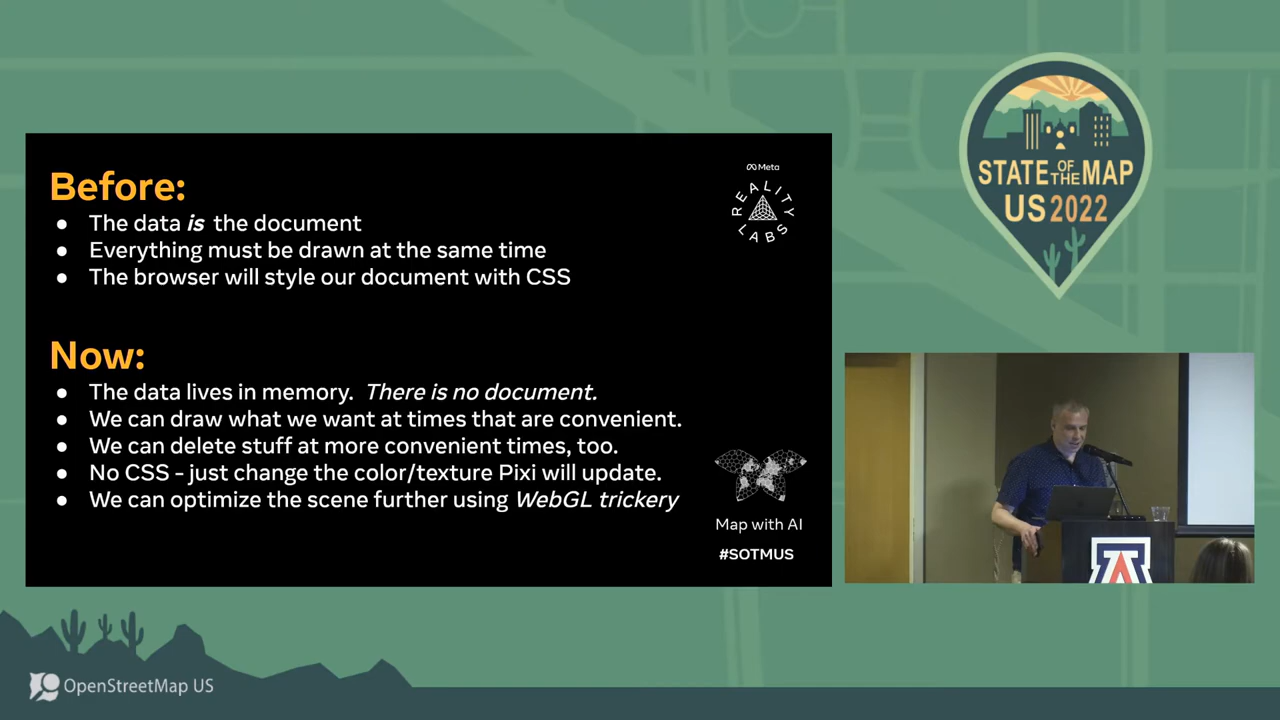 Before:
● The data is the document
● Everything must be drawn at the same time
● The browser will style our document with CSS
Now:
● The data lives in memory. There is no document.
● We can draw what we want at times that are convenient.
● We can delete stuff at more convenient times, too.
● No CSS - just change the color/texture Pixi will update.
● We can optimize the scene further using WebGL trickery
Meta
REALITY
LABS
Map with AI
#SOTMUS
STATE OF THE MAP
US 2022
A
OpenStreetMap US